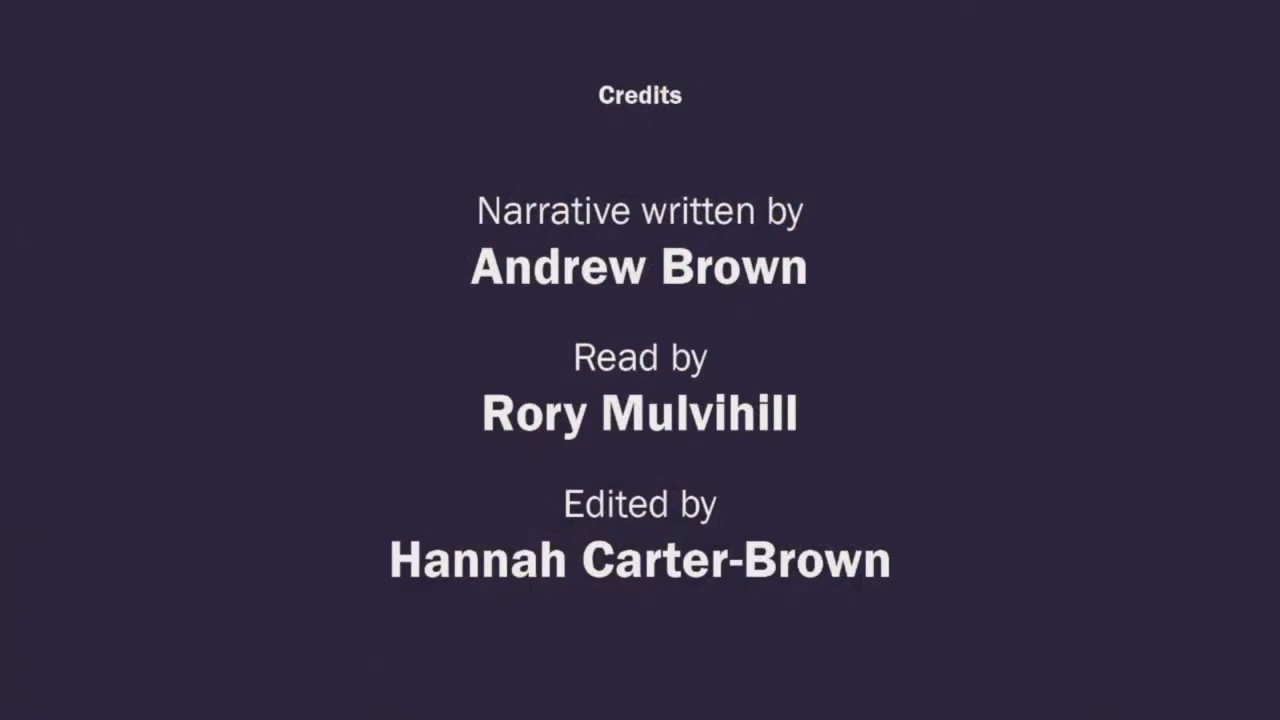 Credits
Narrative written by
Andrew Brown
Read by
Rory Mulvihill
Edited by
Hannah Carter-Brown